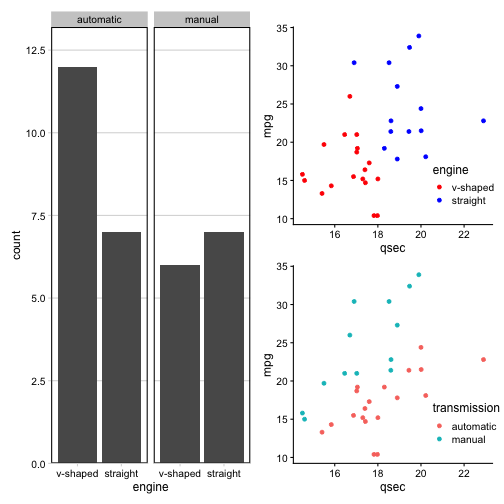 automatic manual
12.5
10.0
7.5
5.0
2.5
0.0
count
v-shaped straight v-shaped straight
engine
35
30
25
20
15
10
mpg
engine
v-shaped
straight
16 18 20 22
qsec
35
30
25
20
15
10
mpg
transmission
automatic
manual
16 18 20 22
qsec